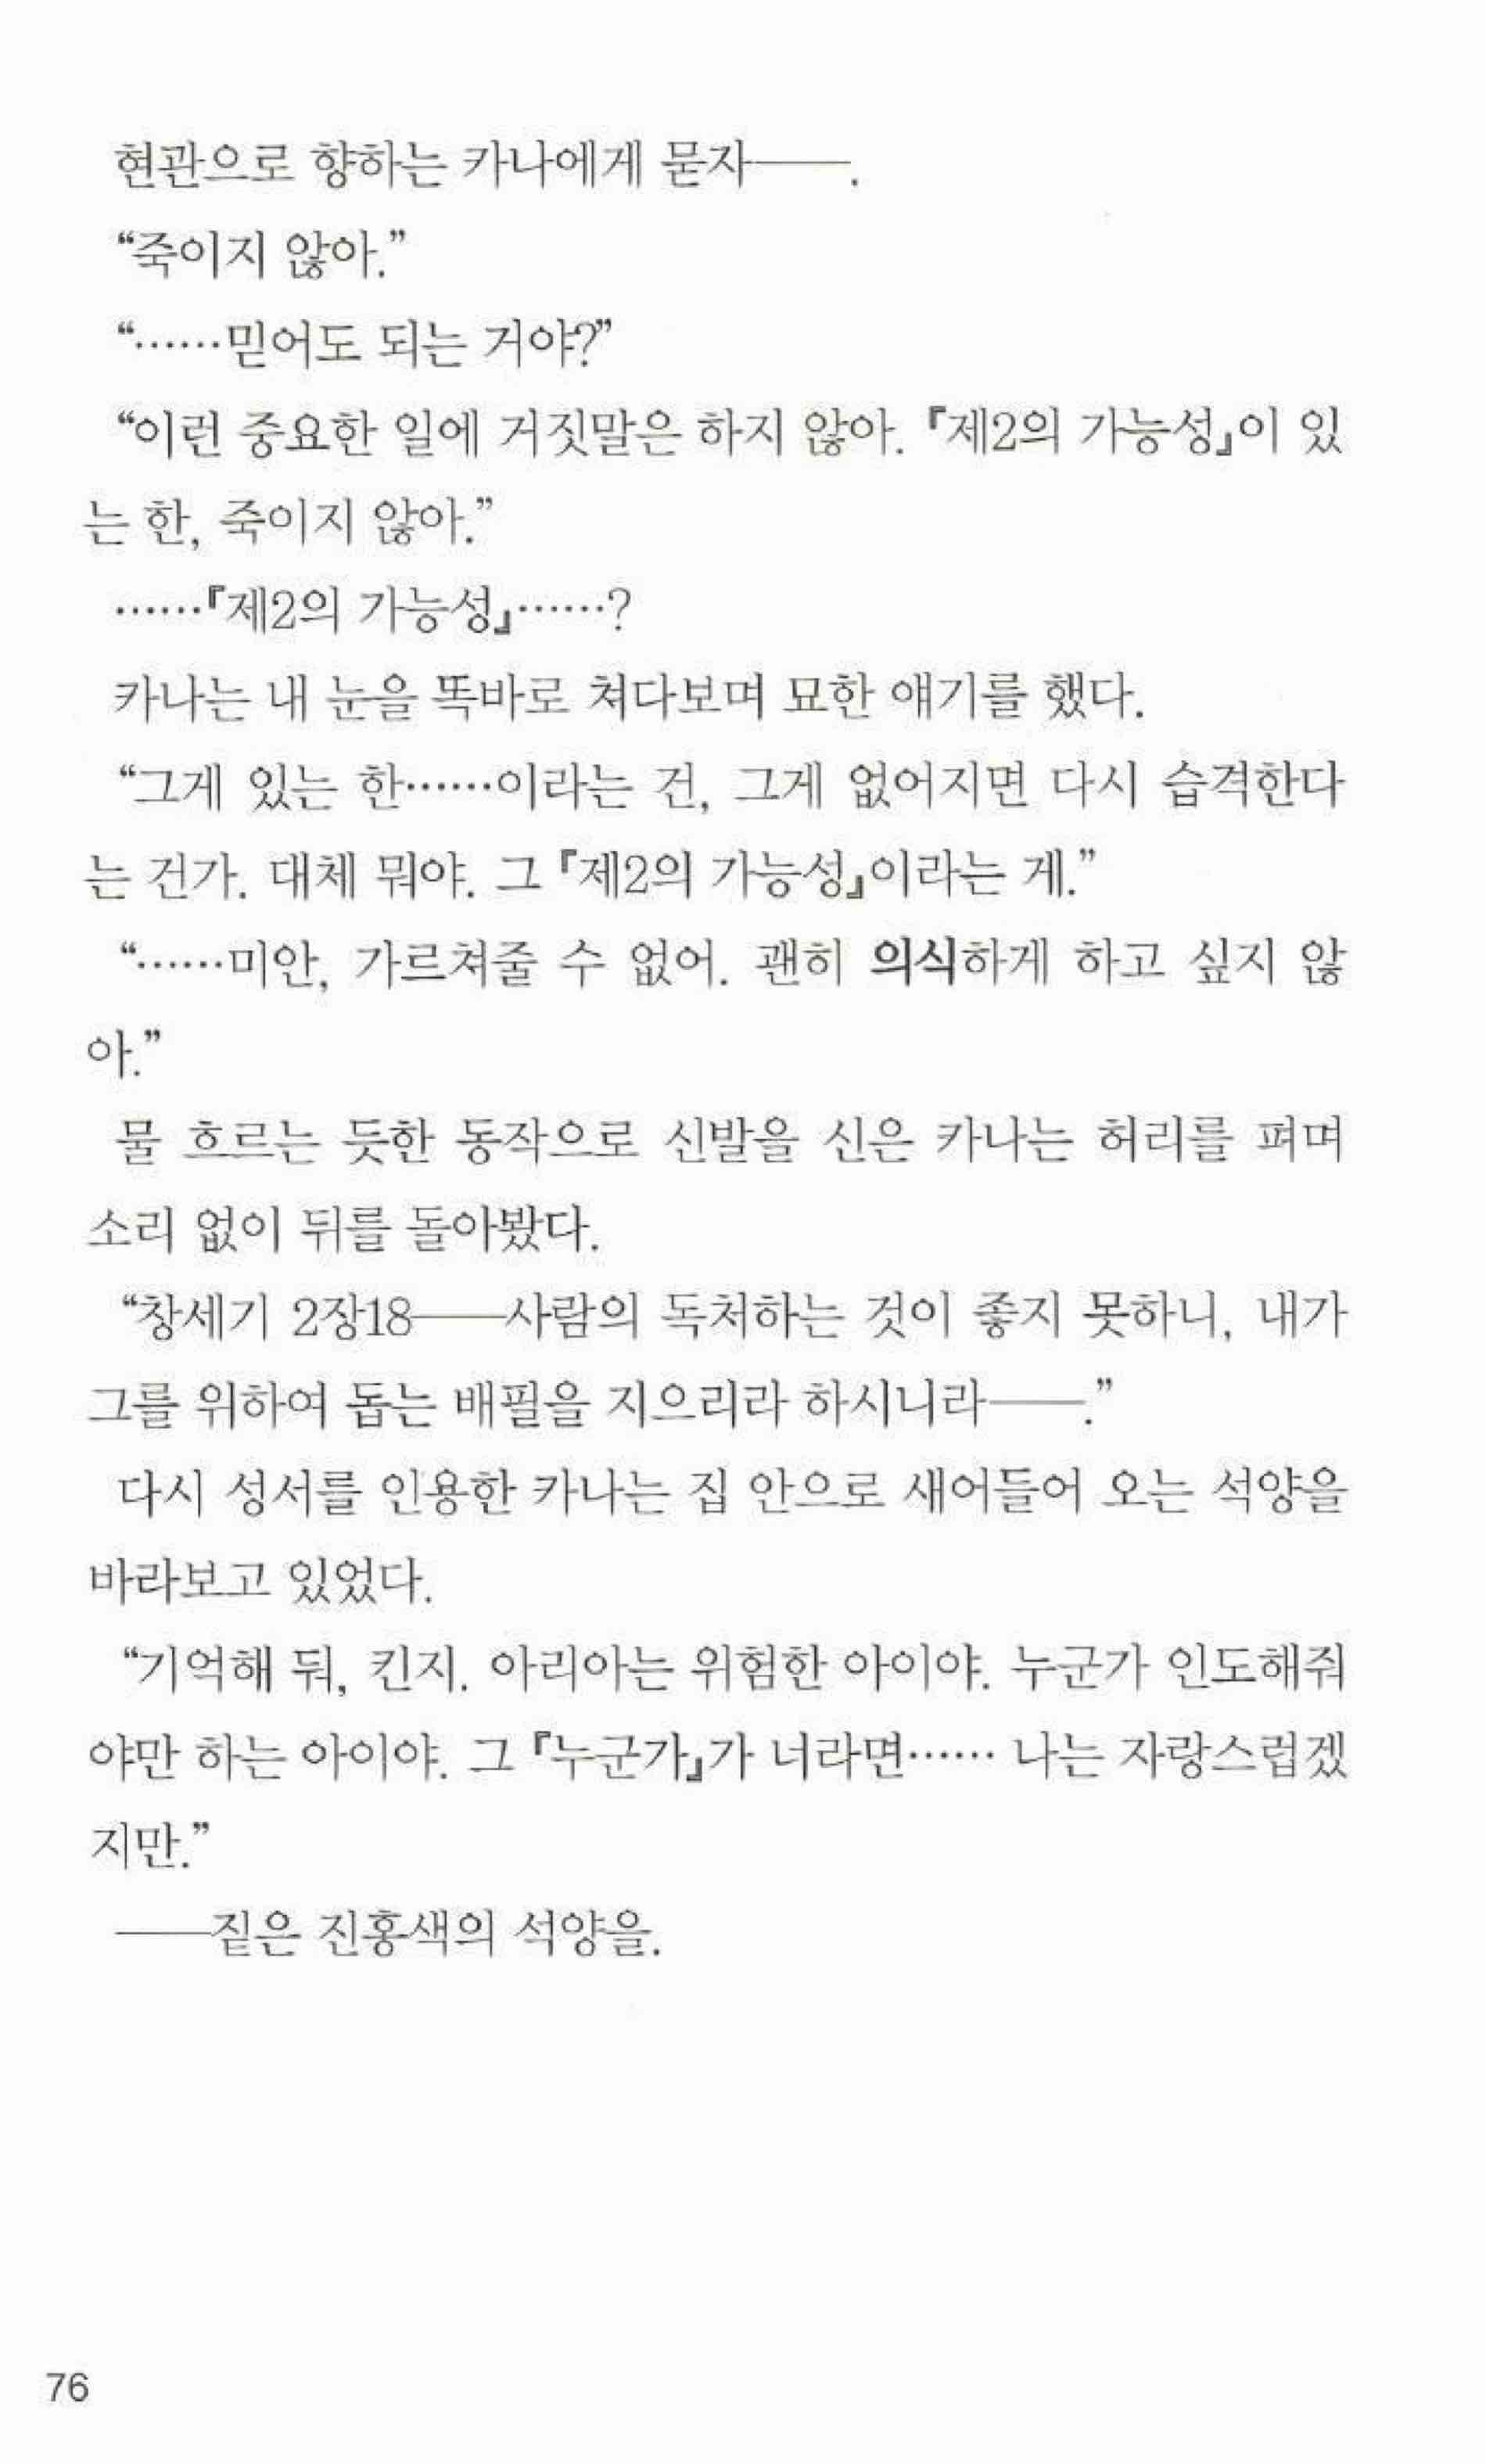 현관으로 향하는 카나에게 묻자――.
“죽이지 않아.”
“……믿어도 되는 거야?”
“이런 중요한 일에 거짓말은 하지 않아. 『제2의 가능성』이 있
는 한, 죽이지 않아.”
……『제2의 가능성』……?
카나는 내 눈을 똑바로 쳐다보며 묘한 얘기를 했다.
“그게 있는 한……이라는 건, 그게 없어지면 다시 습격한다
는 건가. 대체 뭐야. 그 『제2의 가능성』이라는 게.”
“……미안, 가르쳐줄 수 없어. 괜히 의식하게 하고 싶지 않
아.”
물 흐르는 듯한 동작으로 신발을 신은 카나는 허리를 펴며
소리 없이 뒤를 돌아봤다.
“창세기 2장18――사람의 독처하는 것이 좋지 못하니, 내가
그를 위하여 돕는 배필을 지으리라 하시니라――.”
다시 성서를 인용한 카나는 집 안으로 새어들어 오는 석양을
바라보고 있었다.
“기억해 둬, 킨지. 아리아는 위험한 아이야. 누군가 인도해줘
야만 하는 아이야. 그 『누군가』가 너라면…… 나는 자랑스럽겠
지만.”
――짙은 진홍색의 석양을.
76